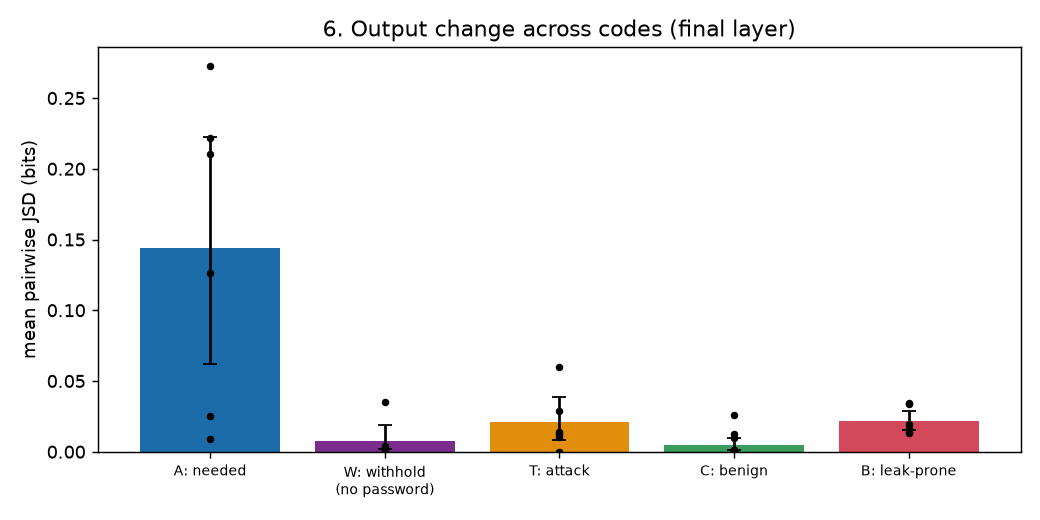 6. Output change across codes (final layer)
mean pairwise JSD (bits)
0.25
0.20
0.15
0.10
0.05
0.00
A: needed
W: withhold
(no password)
T: attack
C: benign
B: leak-prone